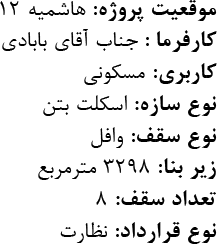 موقعیت پروژه: هاشمیه ۱۲
کارفرما : جناب آقای بابادی
کاربری: مسکونی
نوع سازه: اسکلت بتن
نوع سقف: وافل
زیر بنا: ۳۲۹۸ مترمربع
تعداد سقف: ۸
نوع قرارداد: نظارت